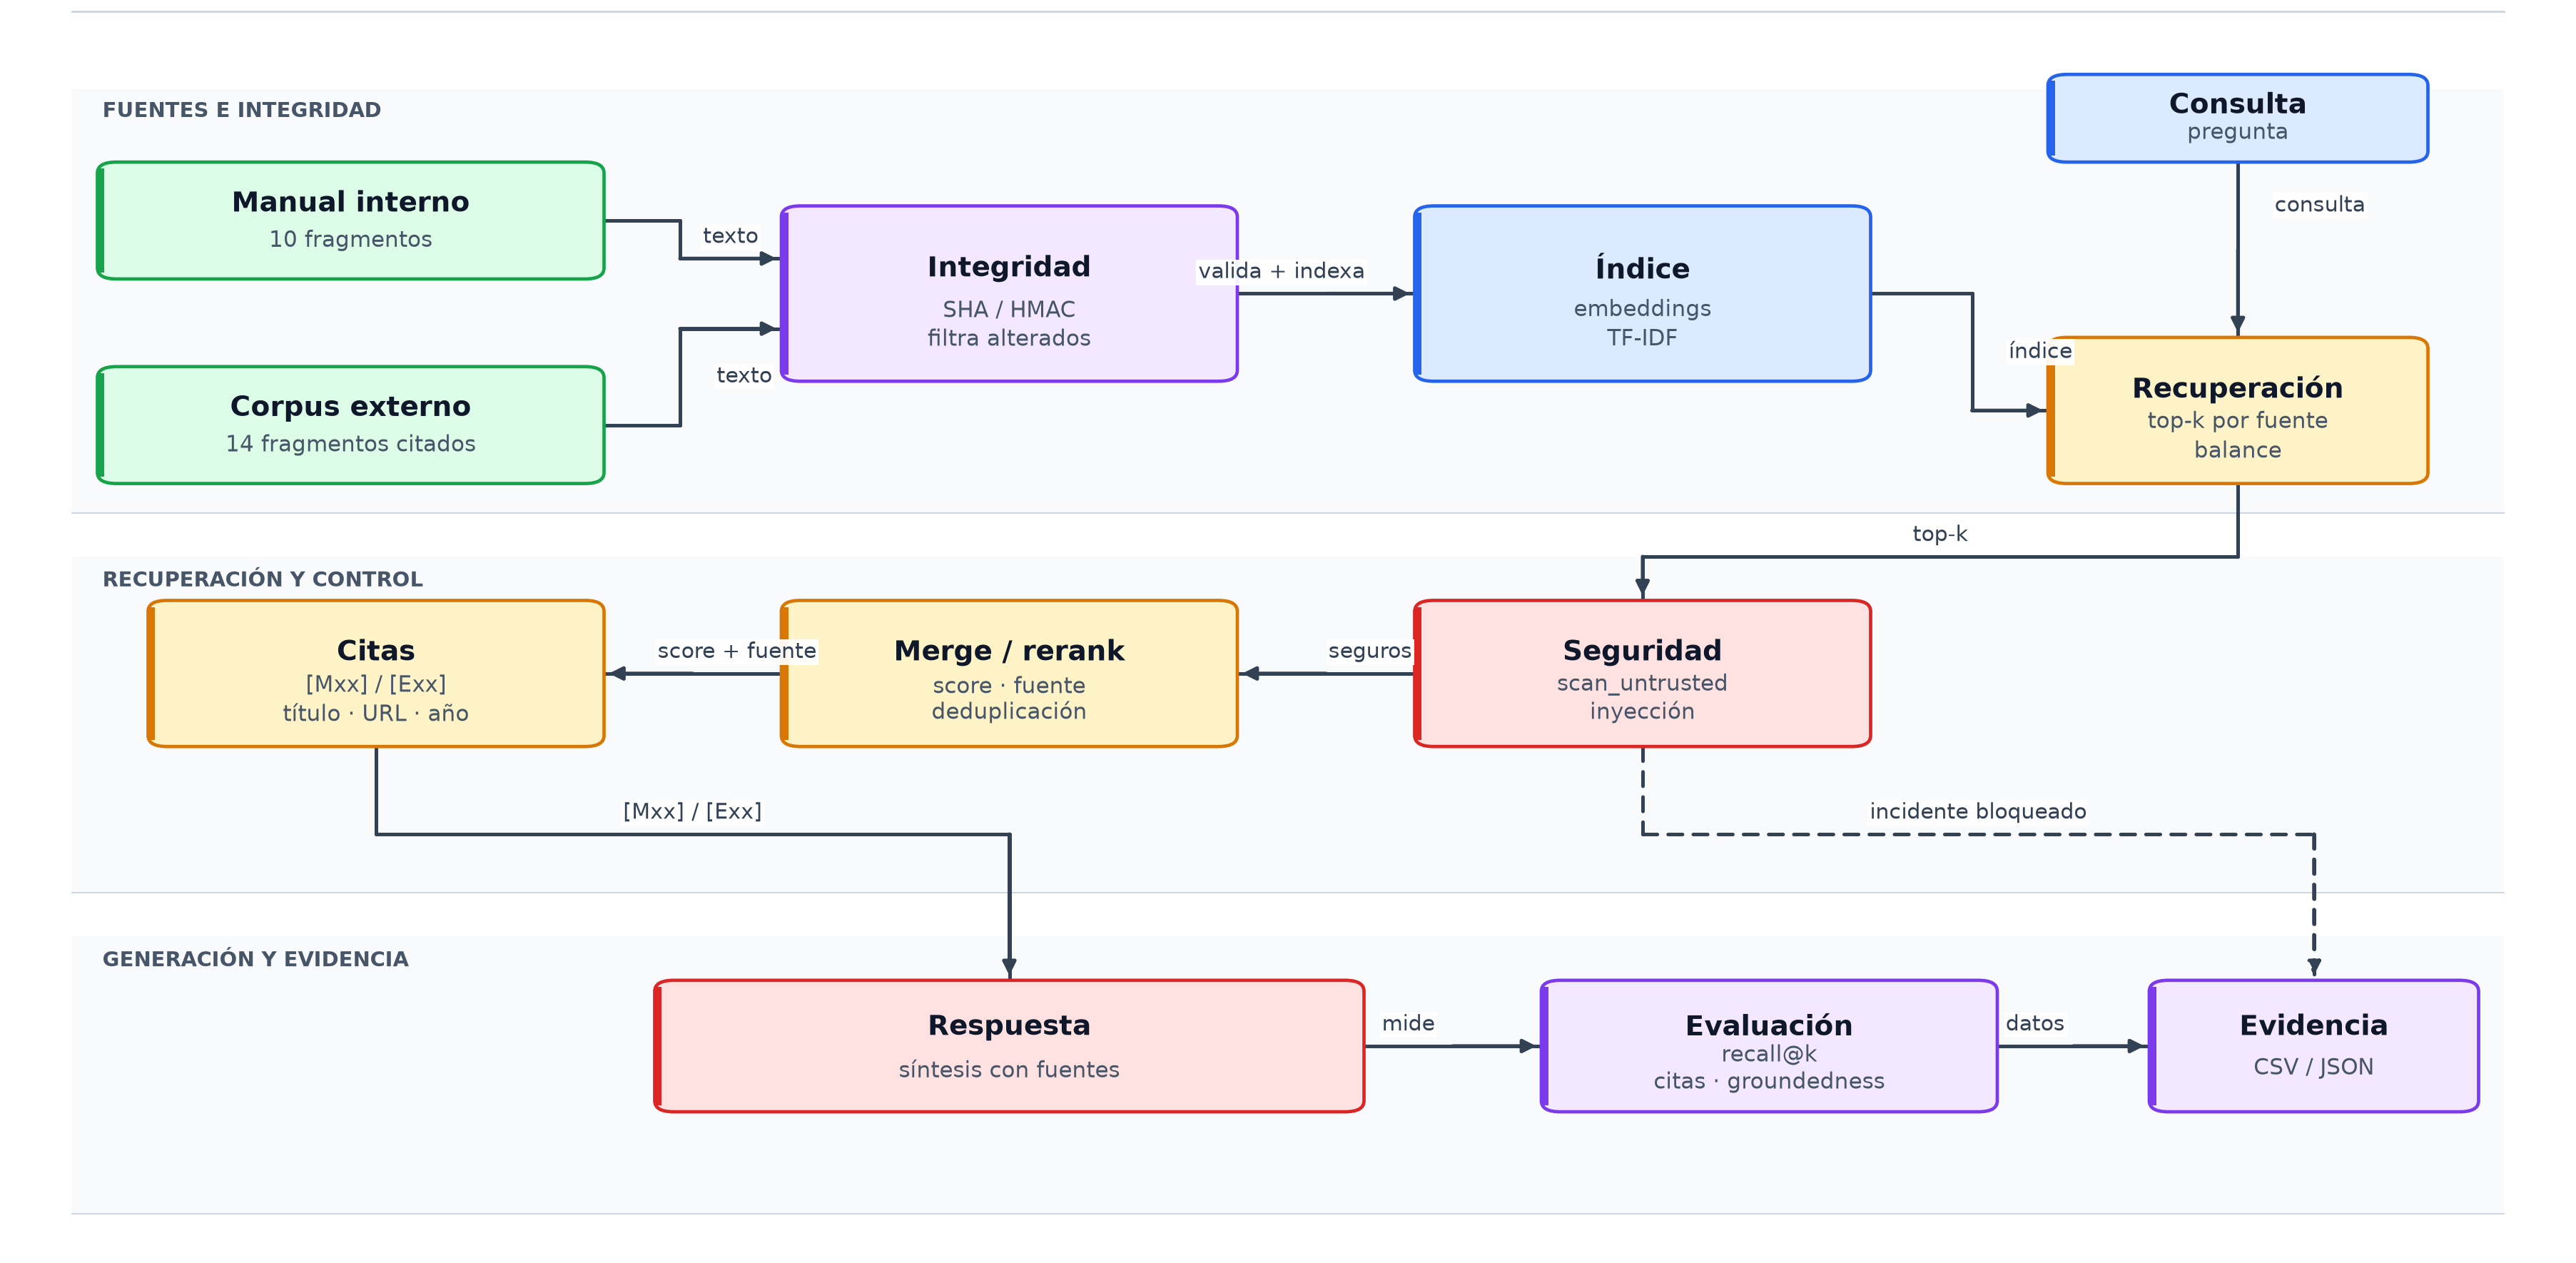 FUENTES E INTEGRIDAD
Consulta
pregunta
consulta
Manual interno
10 fragmentos
texto
Corpus externo
14 fragmentos citados
texto
Integridad
SHA / HMAC
filtra alterados
valida + indexa
Índice
embeddings
TF-IDF
índice
Recuperación
top-k por fuente
balance
top-k
RECUPERACIÓN Y CONTROL
Citas
[Mxx] / [Exx]
título · URL · año
score + fuente
Merge / rerank
score · fuente
deduplicación
seguros
Seguridad
scan_untrusted
inyección
[Mxx] / [Exx]
incidente bloqueado
GENERACIÓN Y EVIDENCIA
Respuesta
síntesis con fuentes
mide
Evaluación
recall@k
citas · groundedness
datos
Evidencia
CSV / JSON